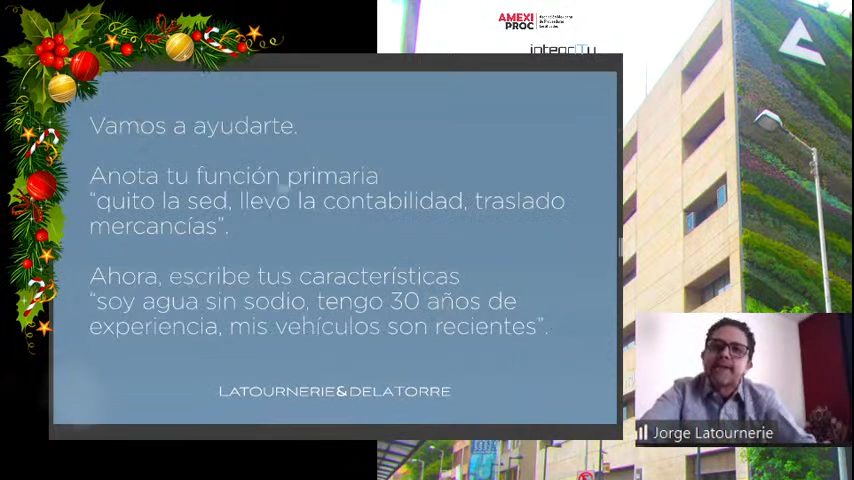 AMEXI
PROC
integrITy
Vamos a ayudarte.
Anota tu función primaria
“quito la sed, llevo la contabilidad, traslado
mercancías”.
Ahora, escribe tus características
“soy agua sin sodio, tengo 30 años de
experiencia, mis vehículos son recientes”.
LATOURNERIE&DELATORRE
Jorge Latournerie